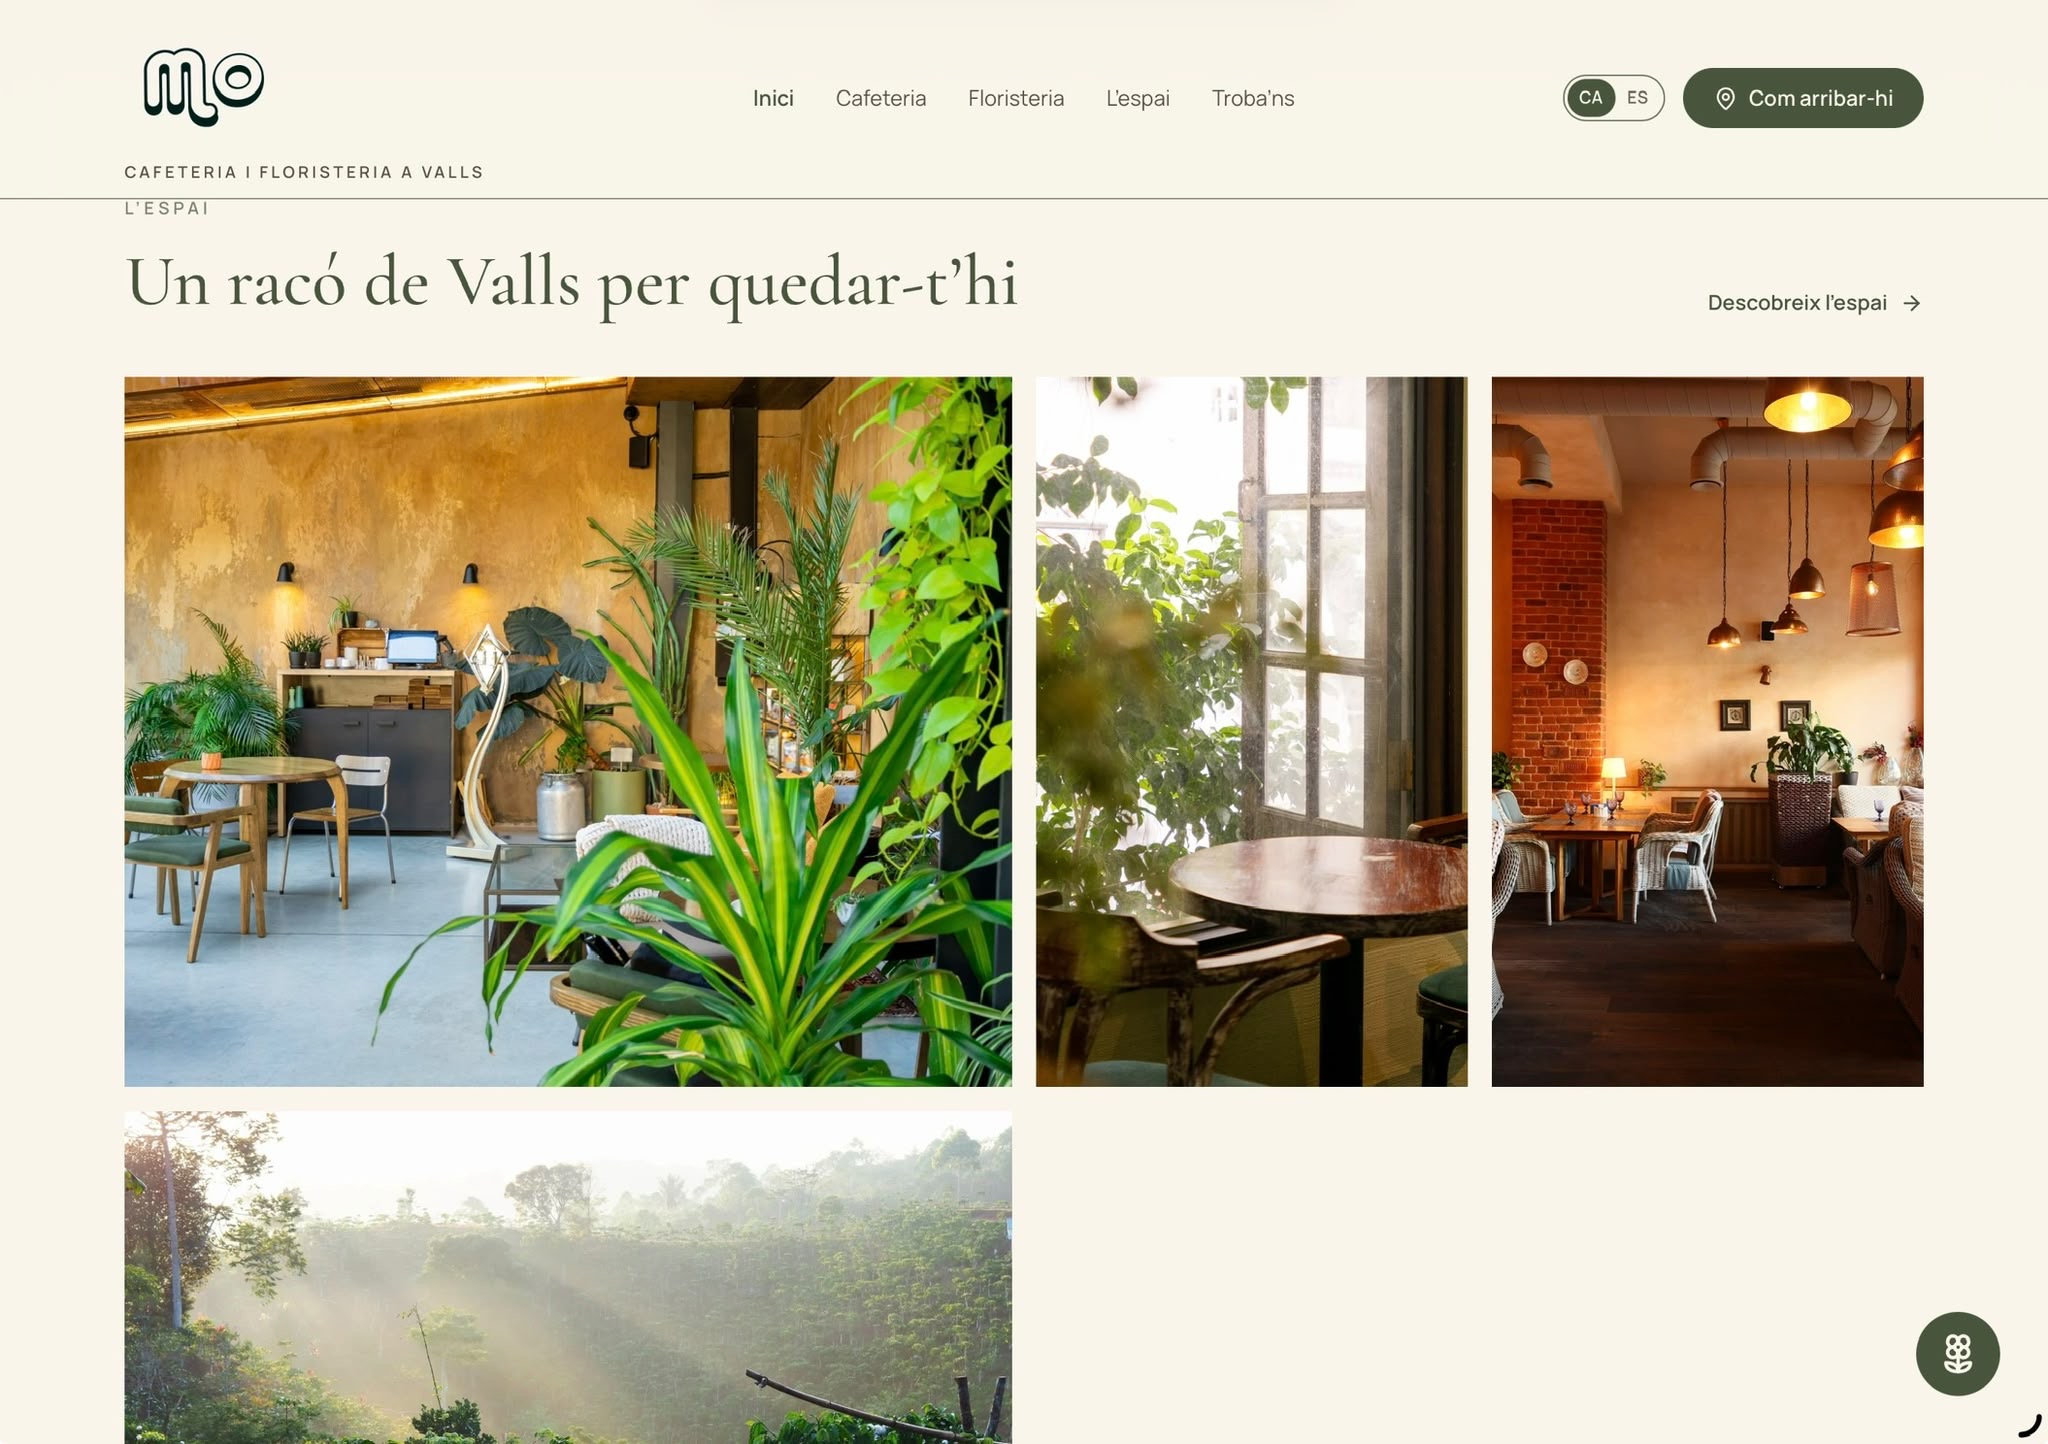 mo
Inici Cafeteria Floristeria L'espai Troba'ns CA ES Com arribar-hi
CAFETERIA I FLORISTERIA A VALLS
L'ESPAI
Un racó de Valls per quedar-t’hi
Descobreix l'espai →